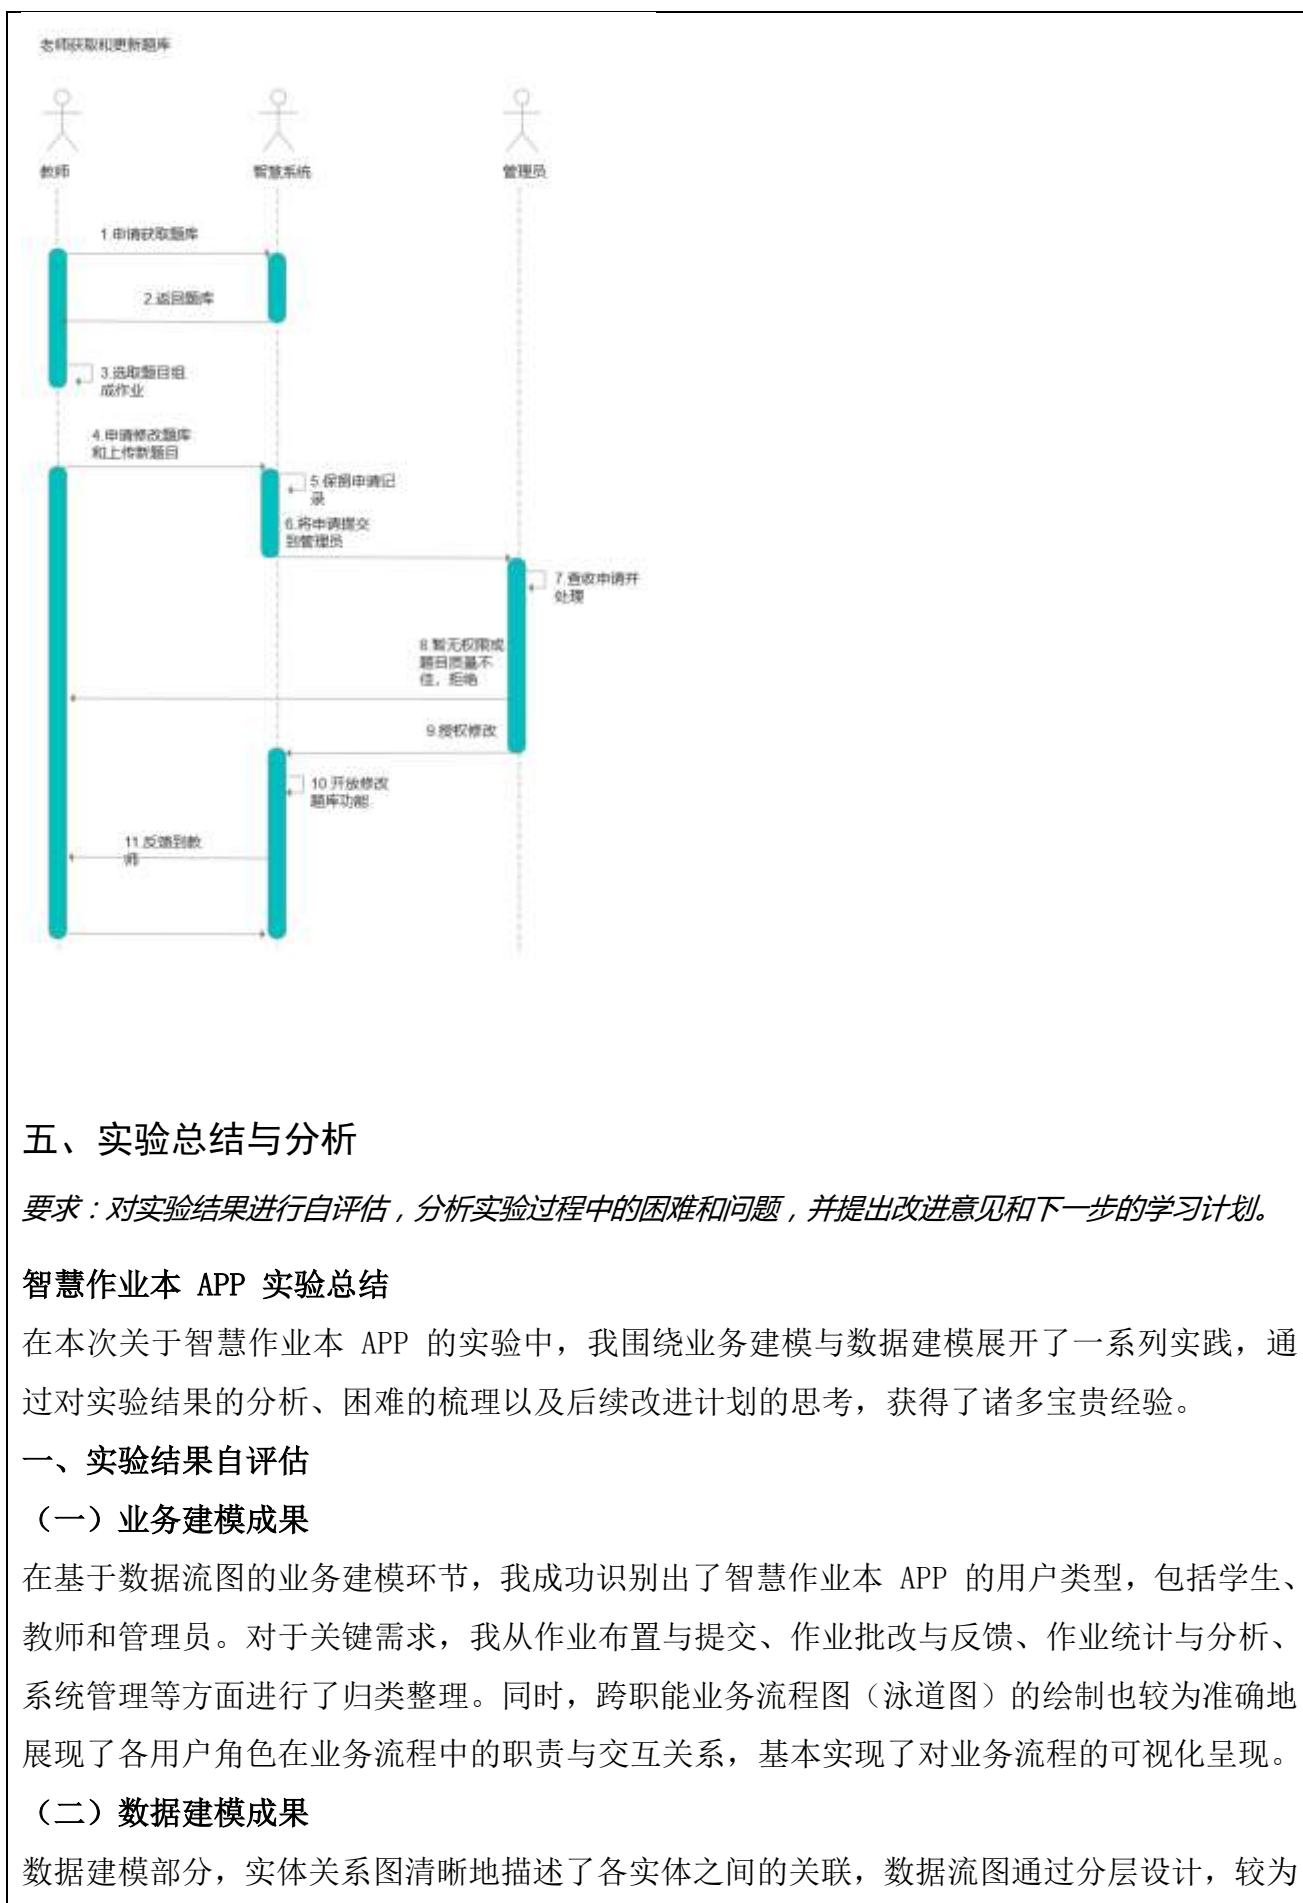 老师获取和更新题库
教师
智慧系统
管理员
1.申请获取题库
2.返回题库
3.选取题目组
成作业
4.申请修改题库
和上传新题目
5.保留申请记
录
6.将申请提交
到管理员
7.查收申请并
处理
8.暂无权限或
题目质量不
佳，拒绝
9.授权修改
10.开放修改
题库功能
11.反馈到教
师
五、实验总结与分析
要求：对实验结果进行自评估，分析实验过程中的困难和问题，并提出改进意见和下一步的学习计划。
智慧作业本 APP 实验总结
在本次关于智慧作业本 APP 的实验中，我围绕业务建模与数据建模展开了一系列实践，通
过对实验结果的分析、困难的梳理以及后续改进计划的思考，获得了诸多宝贵经验。
一、实验结果自评估
（一）业务建模成果
在基于数据流图的业务建模环节，我成功识别出了智慧作业本 APP 的用户类型，包括学生、
教师和管理员。对于关键需求，我从作业布置与提交、作业批改与反馈、作业统计与分析、
系统管理等方面进行了归类整理。同时，跨职能业务流程图（泳道图）的绘制也较为准确地
展现了各用户角色在业务流程中的职责与交互关系，基本实现了对业务流程的可视化呈现。
（二）数据建模成果
数据建模部分，实体关系图清晰地描述了各实体之间的关联，数据流图通过分层设计，较为